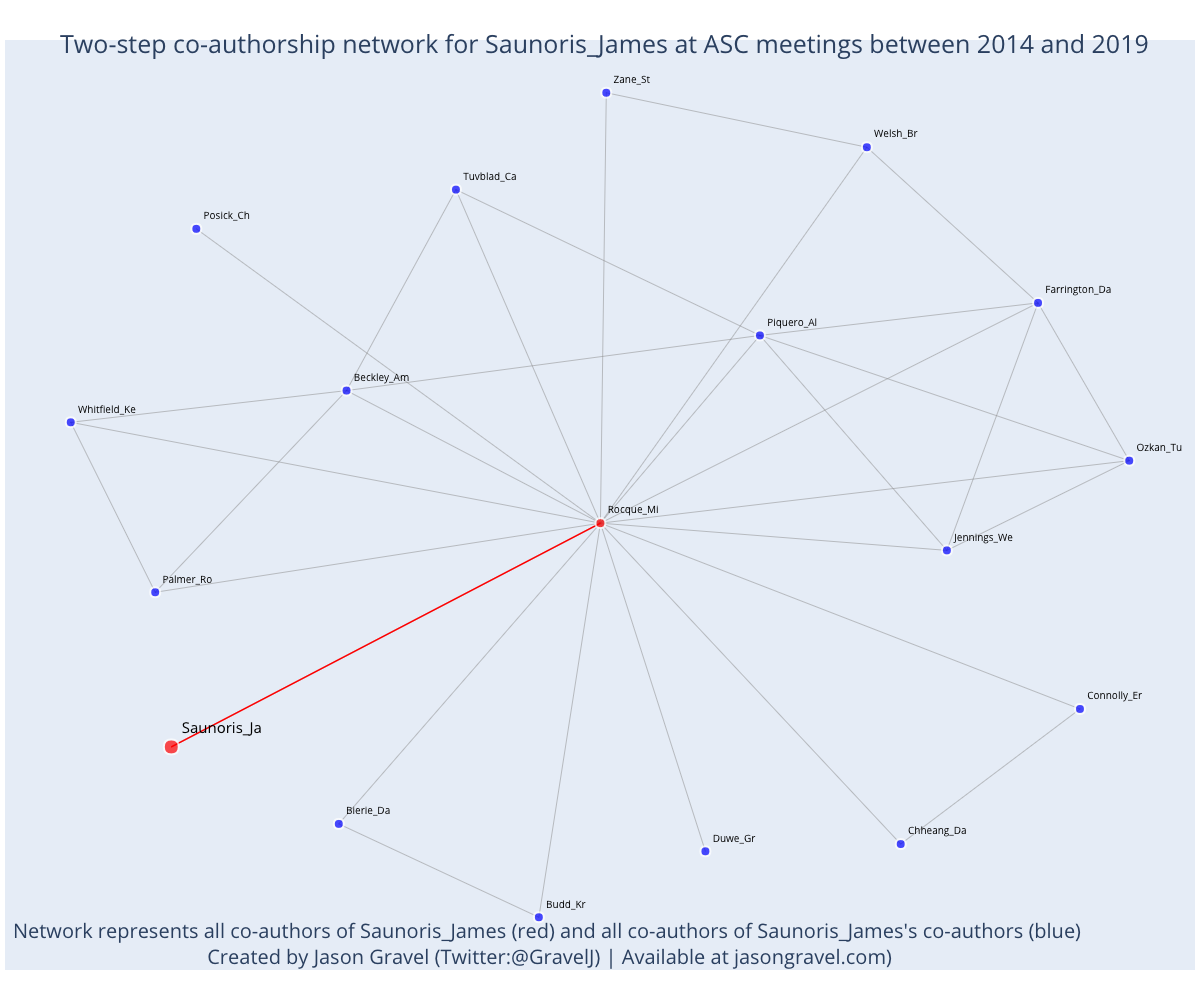 Two-step co-authorship network for Saunoris_James at ASC meetings between 2014 and 2019
Zane_St
Welsh_Br
Tuvblad_Ca
Posick_Ch
Farrington_Da
Piquero_Al
Beckley_Am
Whitfield_Ke
Ozkan_Tu
Rocque_Mi
Jennings_We
Palmer_Ro
Connolly_Er
Saunoris_Ja
Bierie_Da
Chheang_Da
Duwe_Gr
Budd_Kr
Network represents all co-authors of Saunoris_James (red) and all co-authors of Saunoris_James's co-authors (blue)
Created by Jason Gravel (Twitter:@GravelJ) | Available at jasongravel.com)